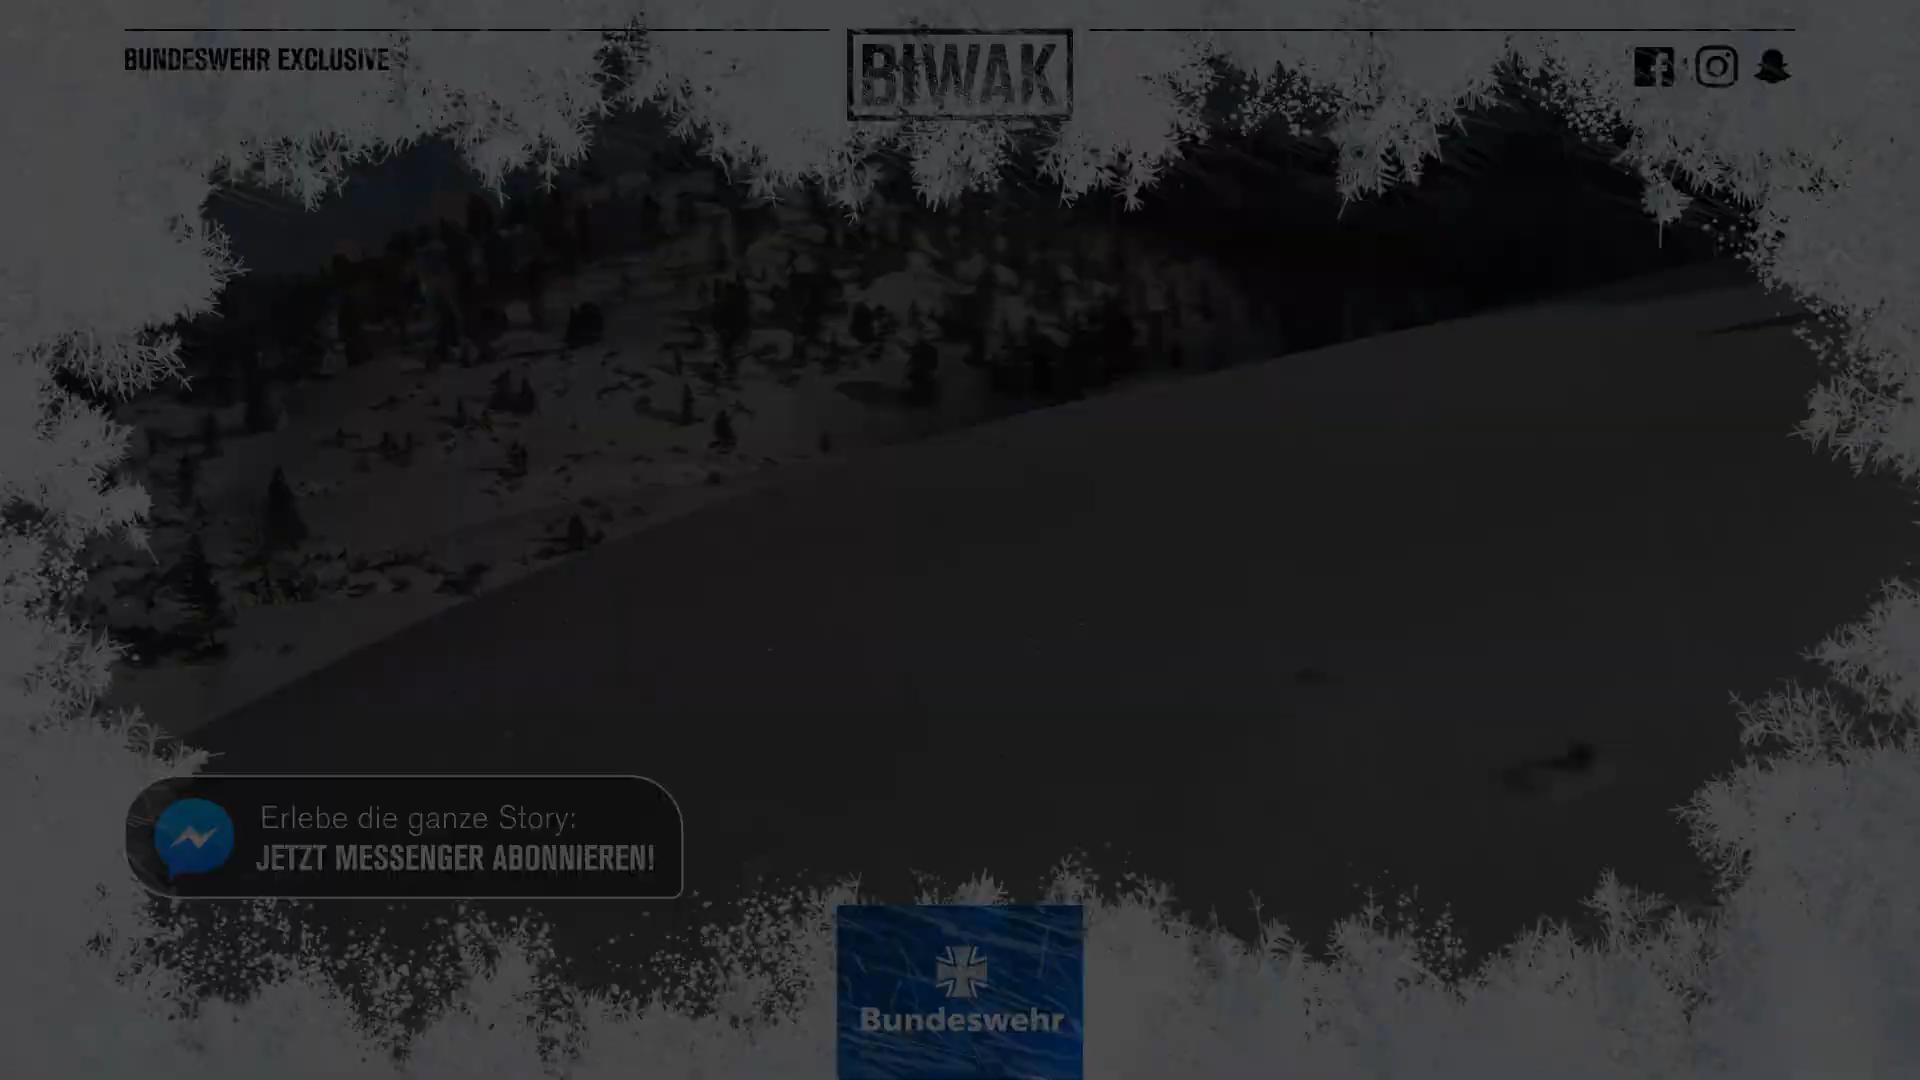 BUNDESWEHR EXCLUSIVE
BIWAK
Erlebe die ganze Story:
JETZT MESSENGER ABONNIEREN!
Bundeswehr